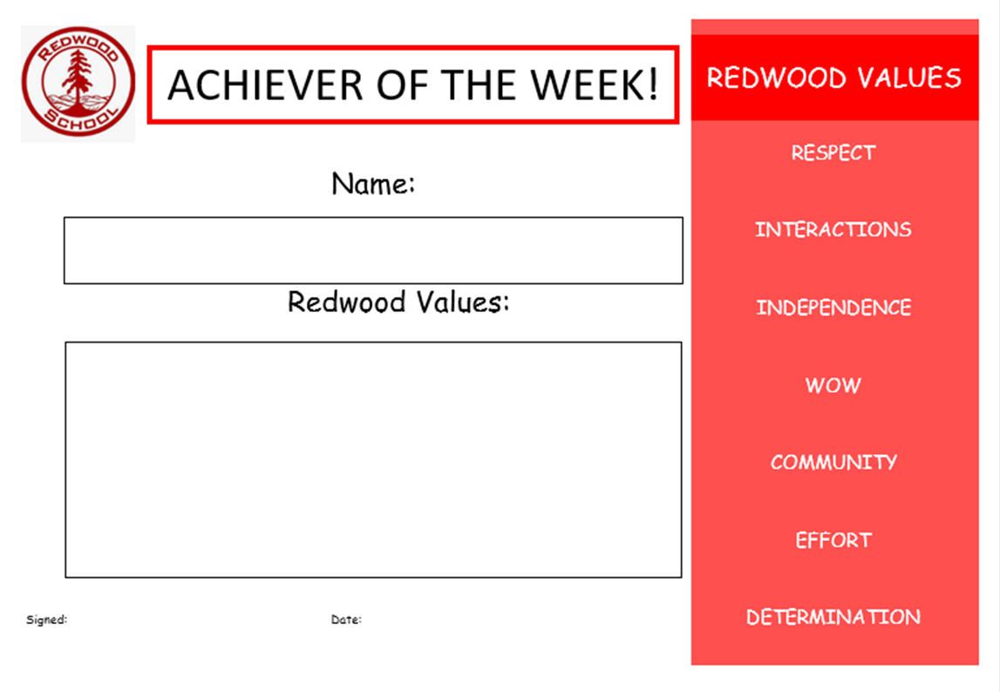 REDWOOD
SCHOOL
ACHIEVER OF THE WEEK!
Name:
Redwood Values:
Signed:
Date:
REDWOOD VALUES
RESPECT
INTERACTIONS
INDEPENDENCE
WOW
COMMUNITY
EFFORT
DETERMINATION